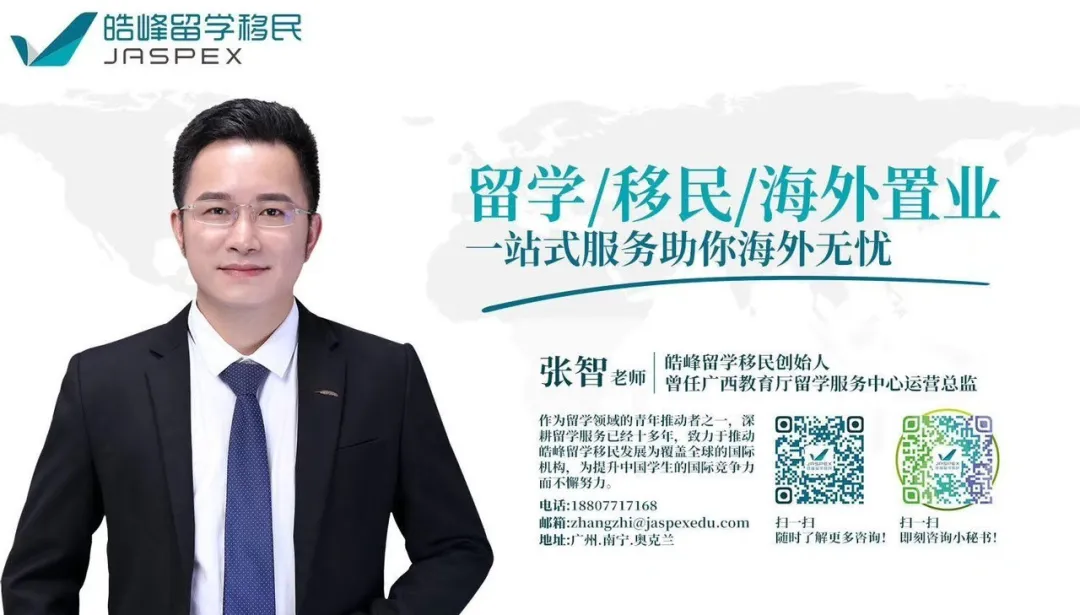 皓峰留学移民
JASPEX
留学/移民/海外置业
一站式服务助你海外无忧
张智老师
皓峰留学移民创始人
曾任广西教育厅留学服务中心运营总监
作为留学领域的青年推动者之一，深
耕留学服务已经十多年，致力于推动
皓峰留学移民发展为覆盖全球的国际
机构，为提升中国学生的国际竞争力
而不懈努力。
电话:18807717168
邮箱:zhangzhi@jaspexedu.com
地址:广州.南宁.奥克兰
JASPEX
扫一扫
随时了解更多咨询！
JASPEX
扫一扫
即刻咨询小秘书！